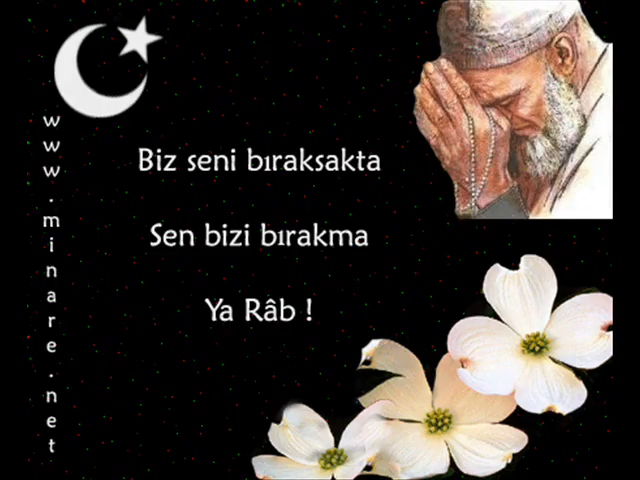 Biz seni bıraksakta
Sen bizi bırakma
Ya Râb !
www.minare.net